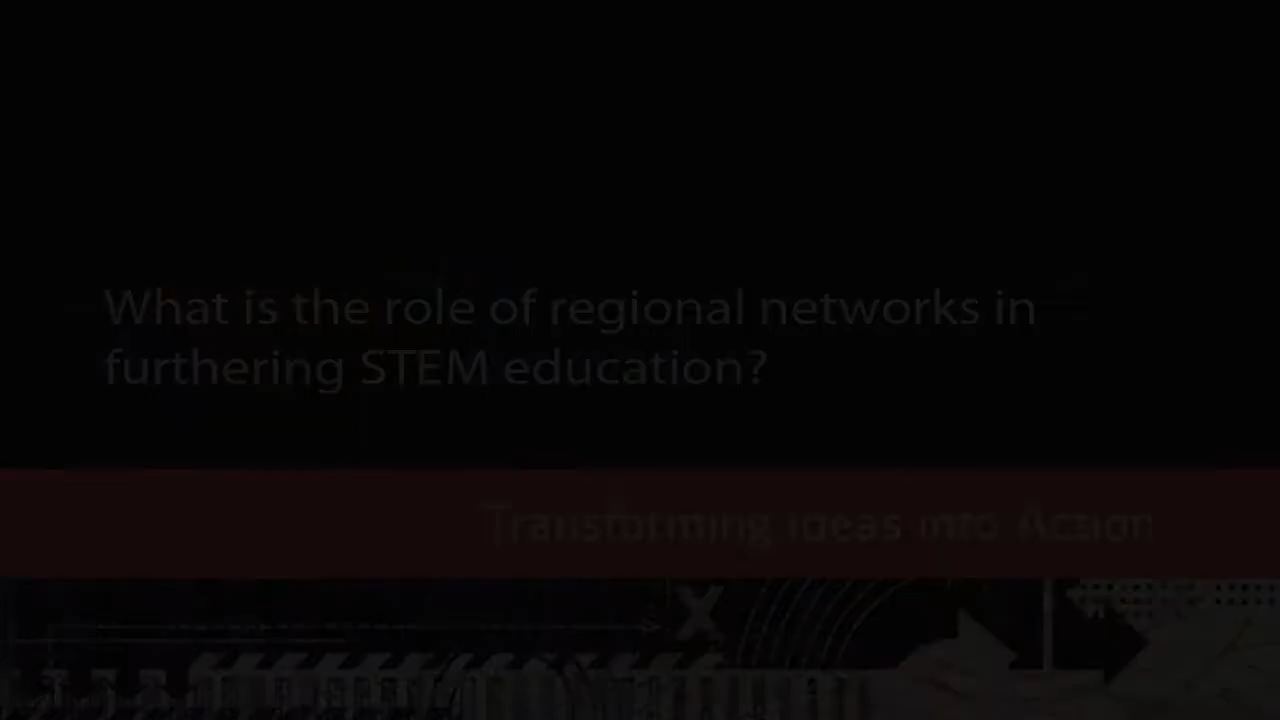 What is the role of regional networks in
furthering STEM education?
Transforming Ideas into Action
X